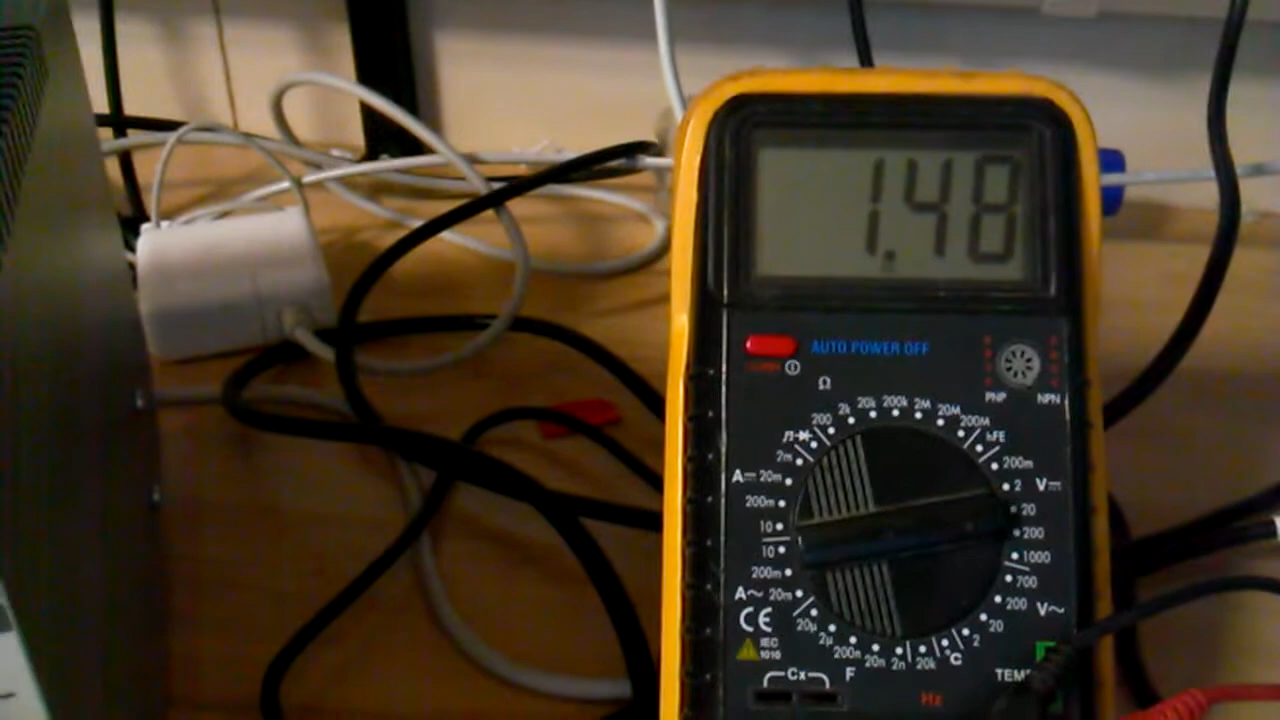 1.48
AUTO POWER OFF
PNP NPN
Ω
200 2k 20k 200k 2M 20M 200M
hFE
2m
A⎓ 20m
200m
10
10
200m
A~ 20m
200m
2 V⎓
20
200
1000
700
200 V~
20
2
20µ 2µ 200n 20n 2n 20k °C
CE
IEC
1010
Cx F
TEM
Hz